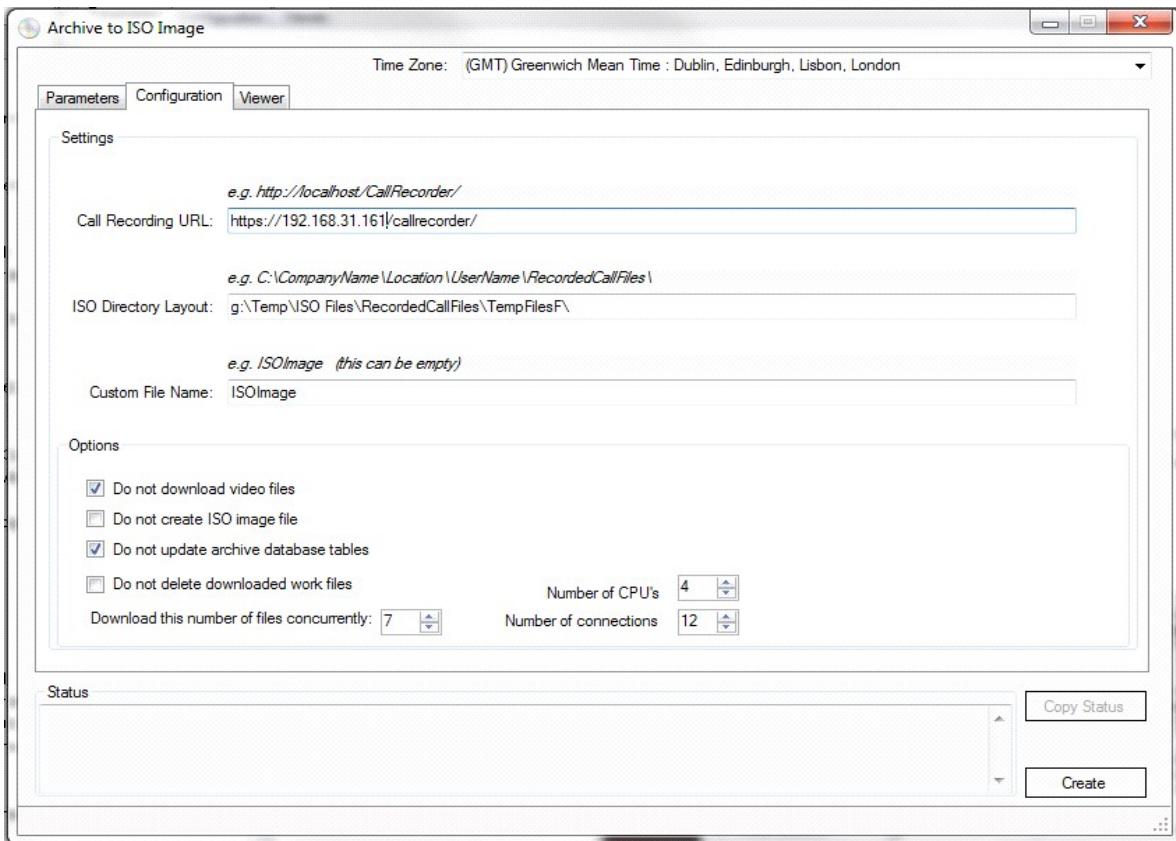 Archive to ISO Image
Time Zone: (GMT) Greenwich Mean Time : Dublin, Edinburgh, Lisbon, London
Parameters Configuration Viewer
Settings
e.g. http://localhost/CallRecorder/
Call Recording URL: https://192.168.31.161/callrecorder/
e.g. C:\CompanyName\Location\UserName\RecordedCallFiles\
ISO Directory Layout: g:\Temp\ISO Files\RecordedCallFiles\TempFilesF\
e.g. ISOImage (this can be empty)
Custom File Name: ISOImage
Options
Do not download video files
Do not create ISO image file
Do not update archive database tables
Do not delete downloaded work files Number of CPU's 4
Download this number of files concurrently: 7 Number of connections 12
Status
Copy Status
Create